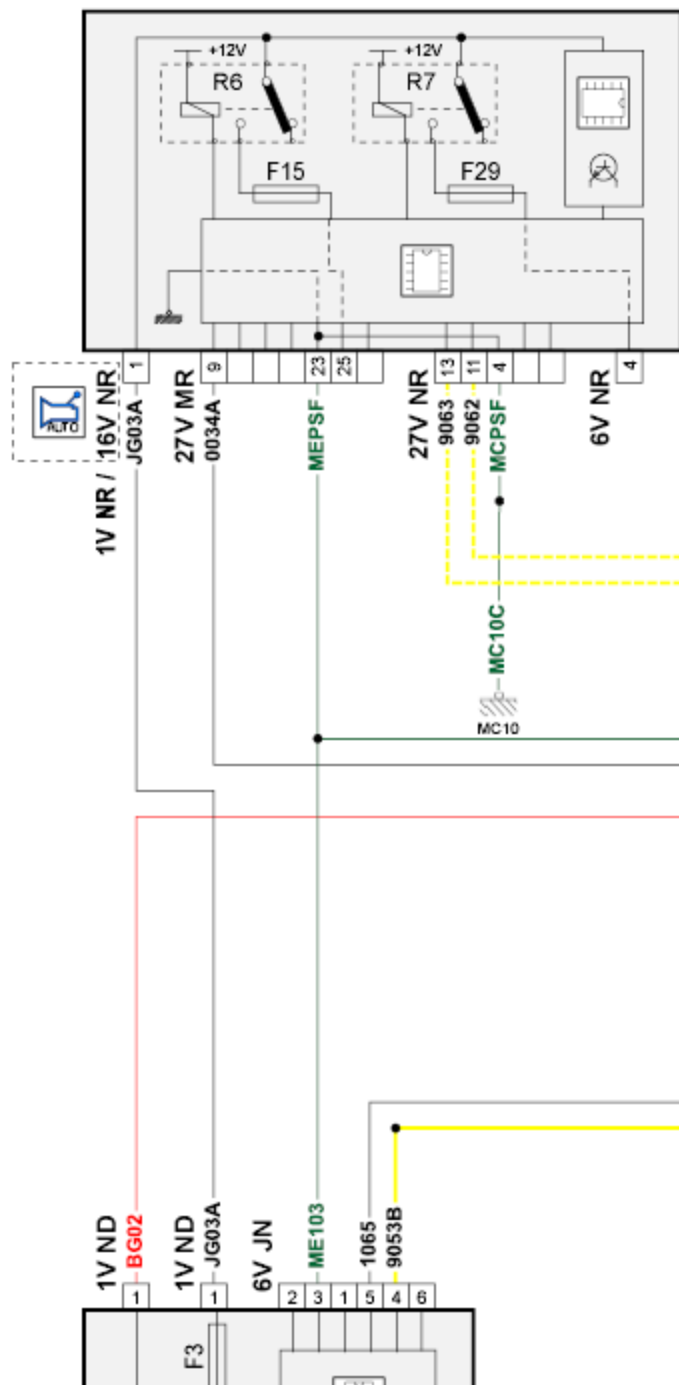 +12V
+12V
R6
R7
F15
F29
1
9
23
25
13
11
4
4
AUTO
1V NR / 16V NR
JG03A
27V MR
0034A
MEPSF
27V NR
9063
9062
MCPSF
6V NR
MC10C
MC10
1V ND
BG02
1V ND
JG03A
6V JN
ME103
1065
9053B
1
1
2
3
1
5
4
6
F3